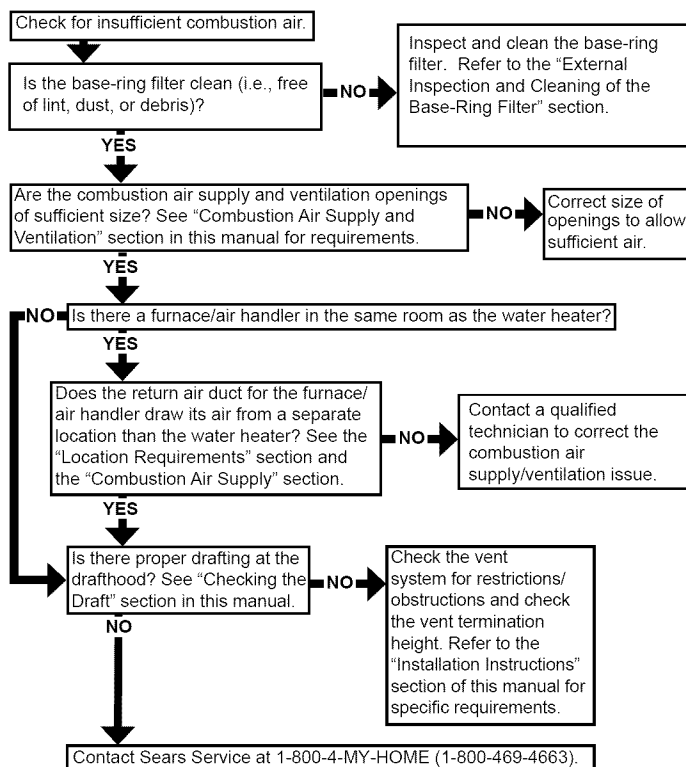 Check for insufficient combustion air.
Is the base-ring filter clean (i.e., free
of lint, dust, or debris)?
NO
Inspect and clean the base-ring
filter. Refer to the “External
Inspection and Cleaning of the
Base-Ring Filter” section.
YES
Are the combustion air supply and ventilation openings
of sufficient size? See “Combustion Air Supply and
Ventilation” section in this manual for requirements.
NO
Correct size of
openings to allow
sufficient air.
YES
NO
Is there a furnace/air handler in the same room as the water heater?
YES
Does the return air duct for the furnace/
air handler draw its air from a separate
location than the water heater? See the
“Location Requirements” section and
the “Combustion Air Supply” section.
NO
Contact a qualified
technician to correct the
combustion air
supply/ventilation issue.
YES
Is there proper drafting at the
drafthood? See “Checking the
Draft” section in this manual.
NO
Check the vent
system for restrictions/
obstructions and check
the vent termination
height. Refer to the
“Installation Instructions”
section of this manual for
specific requirements.
NO
Contact Sears Service at 1-800-4-MY-HOME (1-800-469-4663).